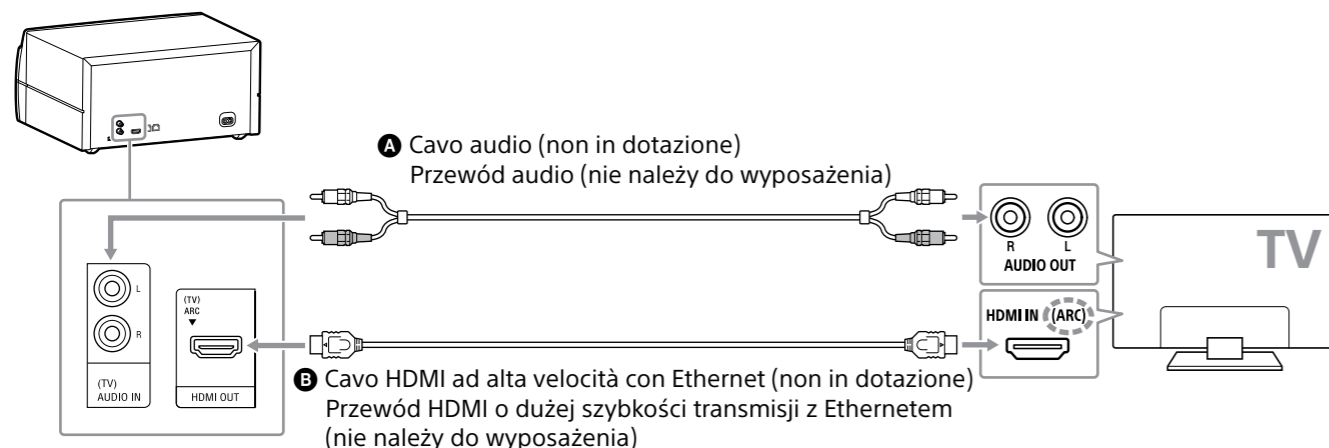 A Cavo audio (non in dotazione)
Przewód audio (nie należy do wyposażenia)
L
R
(TV)
AUDIO IN
(TV)
ARC
HDMI OUT
R L
AUDIO OUT
HDMI IN (ARC)
TV
B Cavo HDMI ad alta velocità con Ethernet (non in dotazione)
Przewód HDMI o dużej szybkości transmisji z Ethernetem
(nie należy do wyposażenia)